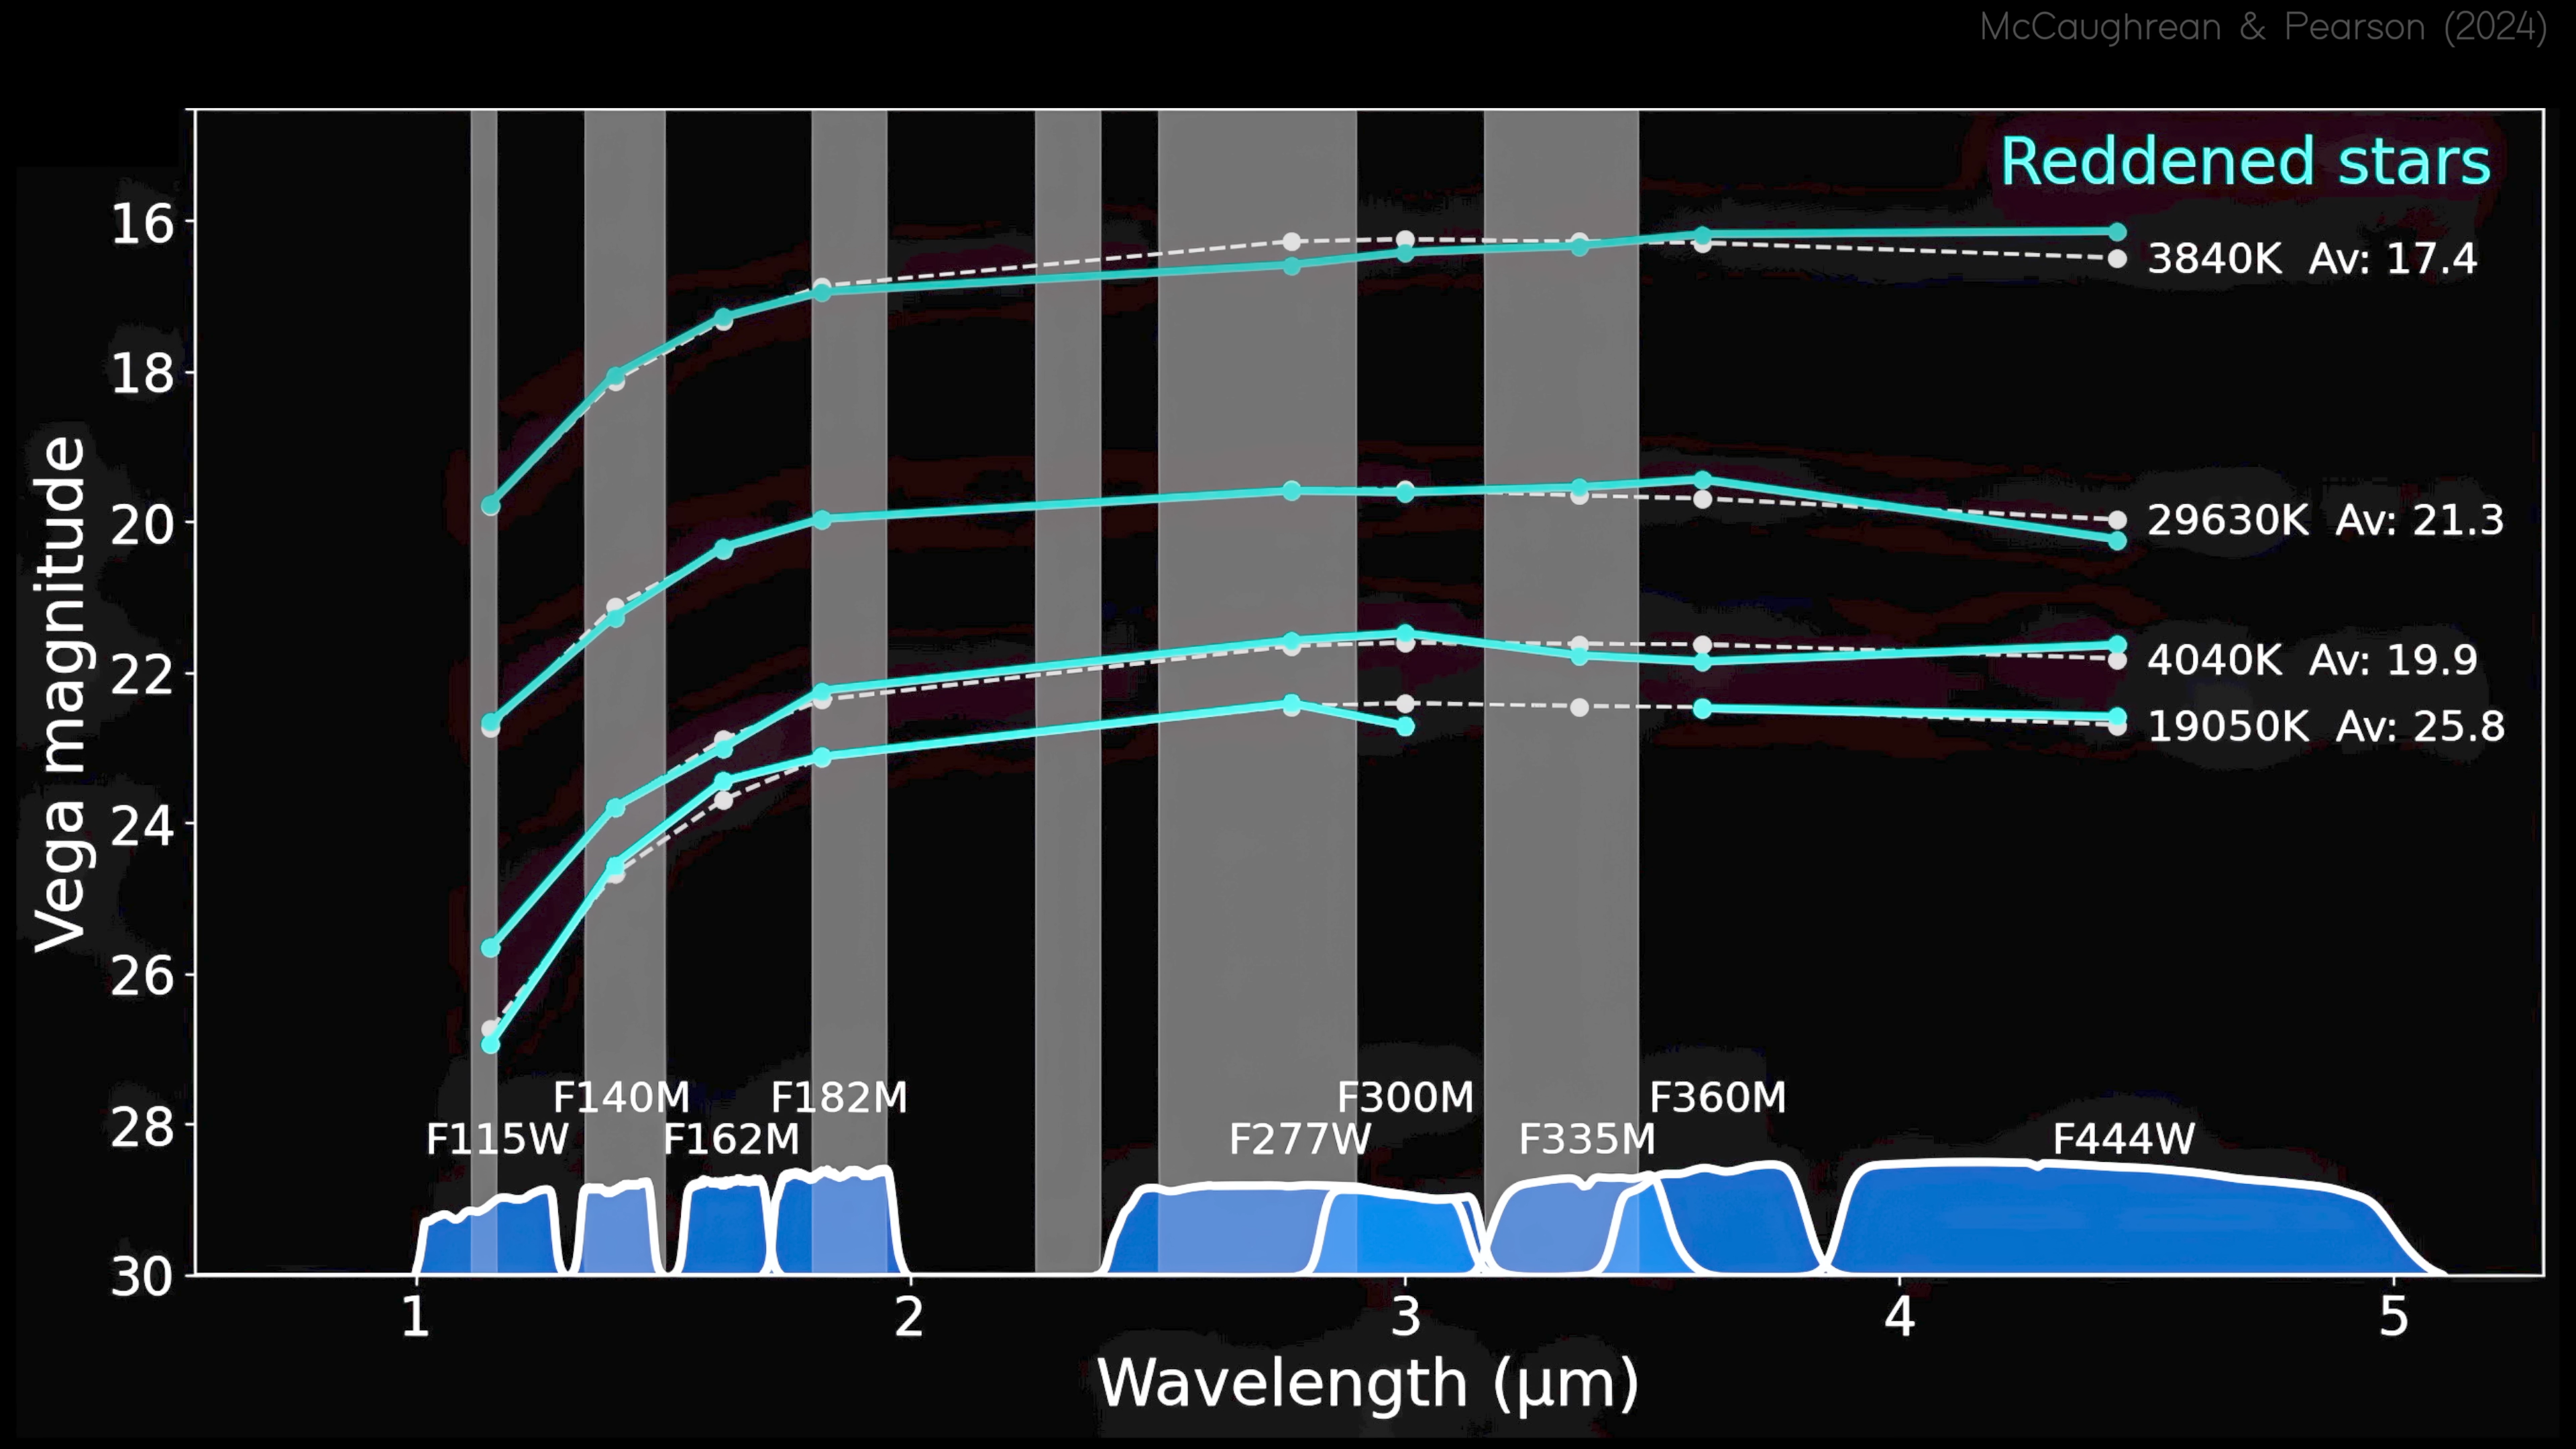 McCaughrean & Pearson (2024)
Reddened stars
16
18
20
22
24
26
28
30
Vega magnitude
3840K Av: 17.4
29630K Av: 21.3
4040K Av: 19.9
19050K Av: 25.8
F140M F182M F300M F360M
F115W F162M F277W F335M F444W
1 2 3 4 5
Wavelength (μm)